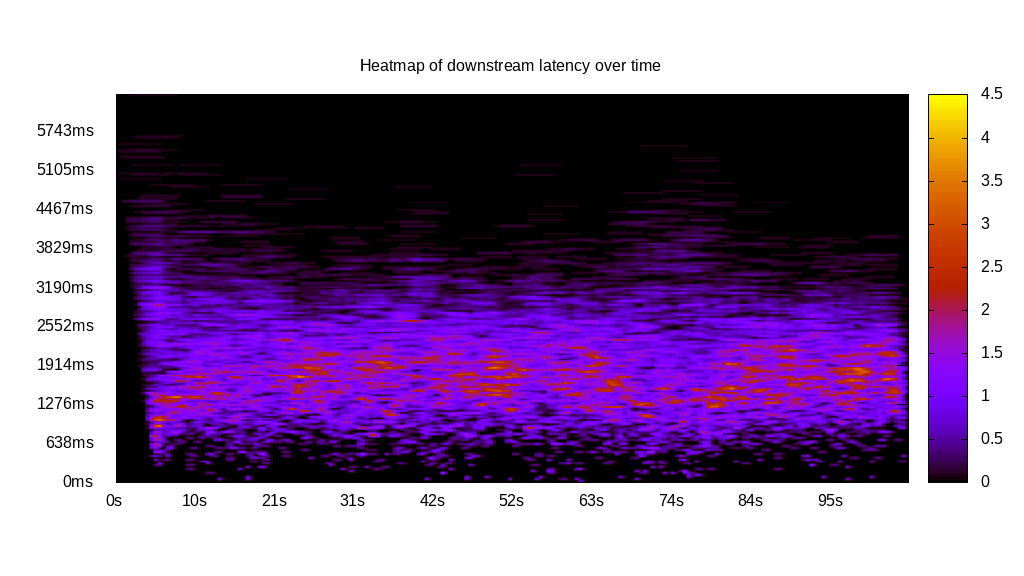 Heatmap of downstream latency over time
5743ms
5105ms
4467ms
3829ms
3190ms
2552ms
1914ms
1276ms
638ms
0ms
0s 10s 21s 31s 42s 52s 63s 74s 84s 95s
4.5
4
3.5
3
2.5
2
1.5
1
0.5
0